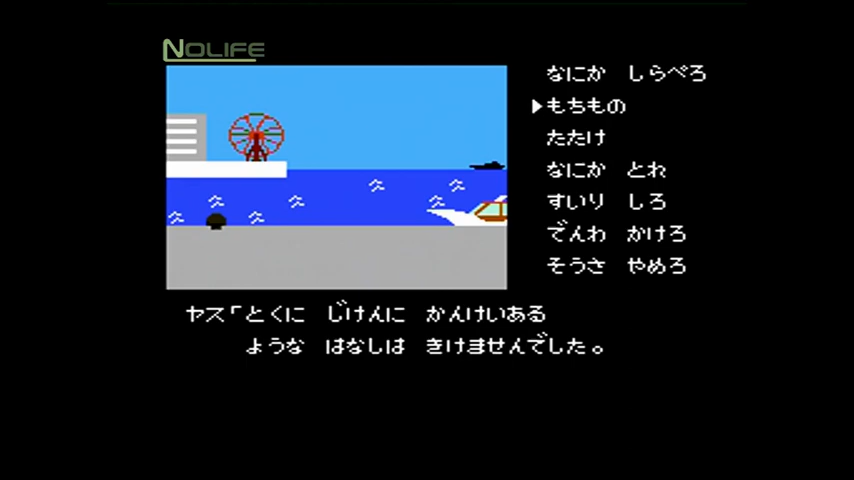 NOLIFE
なにか しらべろ
▶もちもの
たたけ
なにか とれ
すいり しろ
でんわ かけろ
そうさ やめろ
ヤス「とくに じけんに かんけいある
ような はなしは きけませんでした。